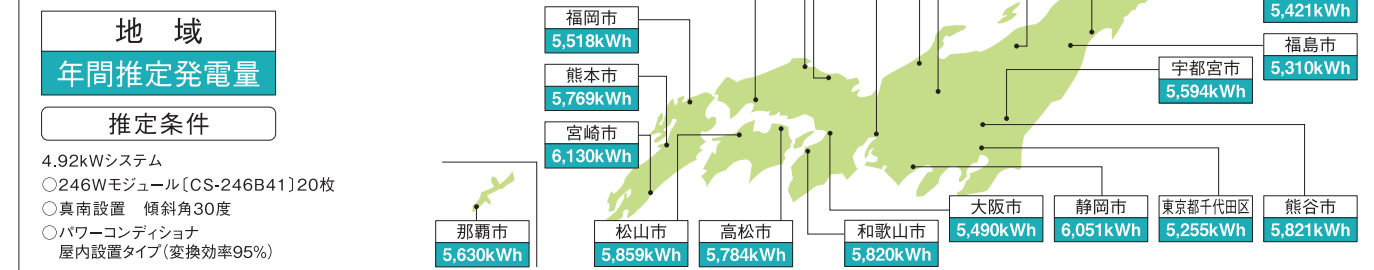 地　域
年間推定発電量
推定条件
4.92kWシステム
○246Wモジュール〔CS-246B41〕20枚
○真南設置　傾斜角30度
○パワーコンディショナ
屋内設置タイプ（変換効率95%）
福岡市
5,518kWh
熊本市
5,769kWh
宮崎市
6,130kWh
那覇市
5,630kWh
松山市
5,859kWh
高松市
5,784kWh
和歌山市
5,820kWh
大阪市
5,490kWh
静岡市
6,051kWh
東京都千代田区
5,255kWh
熊谷市
5,821kWh
宇都宮市
5,594kWh
福島市
5,310kWh
5,421kWh